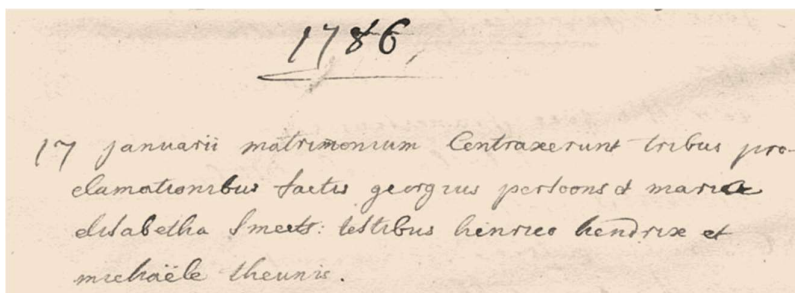 1786
17 januarii matrimonium Contraxerunt tribus pro-
clamationibus factis georgius persoons et maria
elisabetha Smeets: testibus henrico hendrix et
michaële theunis.